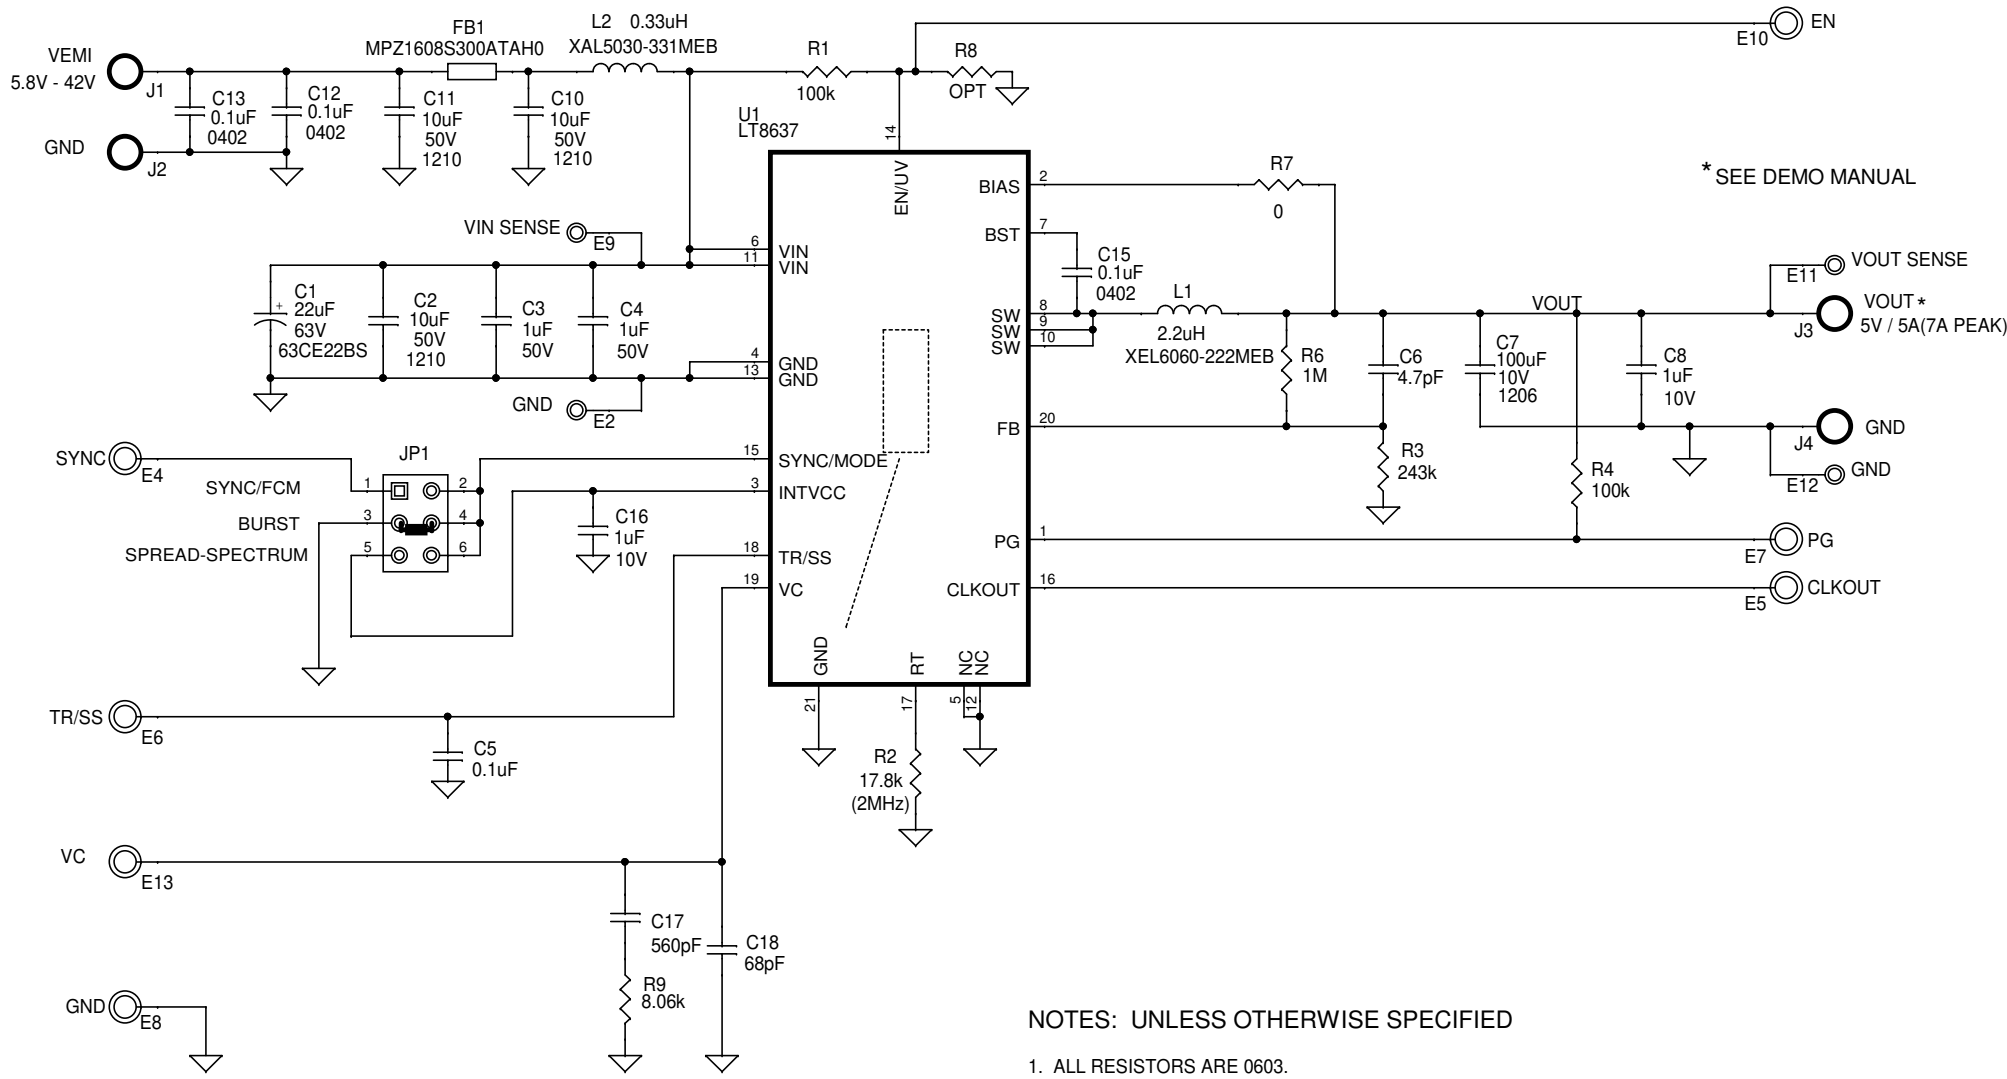 VEMI
5.8V - 42V
J1
GND
J2
C13
0.1uF
0402
C12
0.1uF
0402
FB1
MPZ1608S300ATAH0
C11
10uF
50V
1210
C10
10uF
50V
1210
L2 0.33uH
XAL5030-331MEB
R1
100k
R8
OPT
E10
EN
U1
LT8637
14
EN/UV
* SEE DEMO MANUAL
VIN SENSE
E9
6
VIN
11
VIN
C1
+
22uF
63V
63CE22BS
C2
10uF
50V
1210
C3
1uF
50V
C4
1uF
50V
4
GND
13
GND
GND
E2
BIAS
2
R7
0
BST
7
C15
0.1uF
0402
SW
8
SW
9
SW
10
L1
2.2uH
XEL6060-222MEB
VOUT
E11
VOUT SENSE
J3
VOUT *
5V / 5A(7A PEAK)
R6
1M
C6
4.7pF
C7
100uF
10V
1206
C8
1uF
10V
FB
20
R3
243k
R4
100k
J4
GND
E12
GND
SYNC
E4
JP1
SYNC/FCM
1
2
BURST
3
4
SPREAD-SPECTRUM
5
6
15
SYNC/MODE
3
INTVCC
C16
1uF
10V
18
TR/SS
19
VC
PG
1
E7
PG
CLKOUT
16
E5
CLKOUT
GND
21
RT
17
NC
NC
5
12
R2
17.8k
(2MHz)
TR/SS
E6
C5
0.1uF
VC
E13
C17
560pF
C18
68pF
R9
8.06k
GND
E8
NOTES: UNLESS OTHERWISE SPECIFIED
1. ALL RESISTORS ARE 0603.